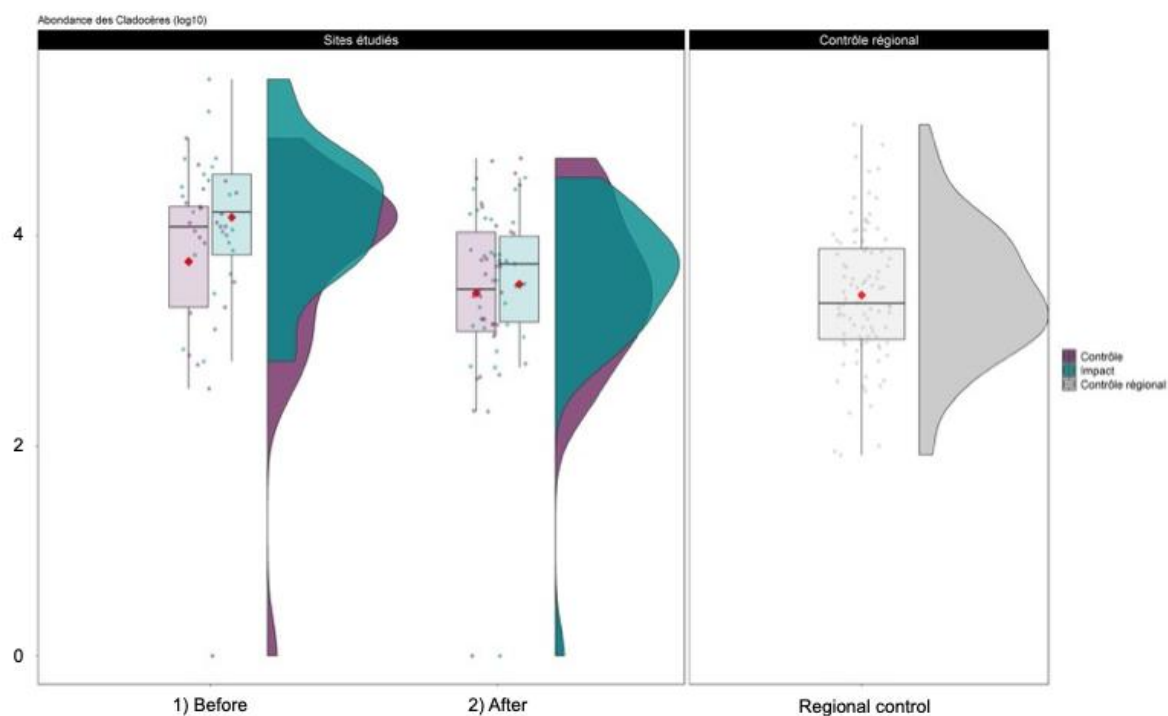 Abondance des Cladocères (log10)
Sites étudiés
Contrôle régional
4
2
0
Contrôle
Impact
Contrôle régional
1) Before
2) After
Regional control